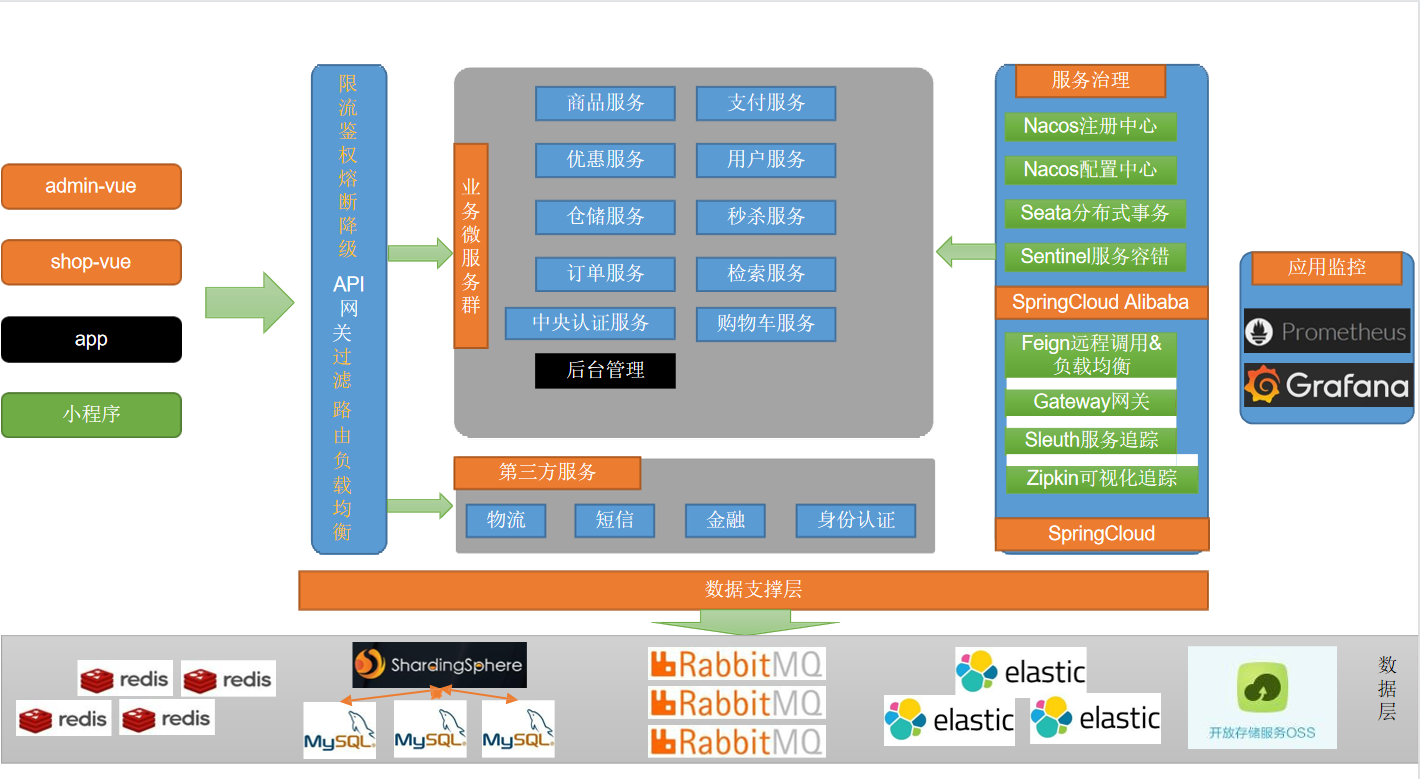 admin-vue
shop-vue
app
小程序
限
流
鉴
权
熔
断
降
级
API
网
关
过
滤
路
由
负
载
均
衡
业
务
微
服
务
群
商品服务
支付服务
优惠服务
用户服务
仓储服务
秒杀服务
订单服务
检索服务
中央认证服务
购物车服务
后台管理
第三方服务
物流
短信
金融
身份认证
服务治理
Nacos注册中心
Nacos配置中心
Seata分布式事务
Sentinel服务容错
SpringCloud Alibaba
Feign远程调用&
负载均衡
Gateway网关
Sleuth服务追踪
Zipkin可视化追踪
SpringCloud
应用监控
Prometheus
Grafana
数据支撑层
redis
redis
redis
redis
ShardingSphere
MySQL
MySQL
MySQL
RabbitMQ
RabbitMQ
RabbitMQ
elastic
elastic
elastic
开放存储服务OSS
数
据
层